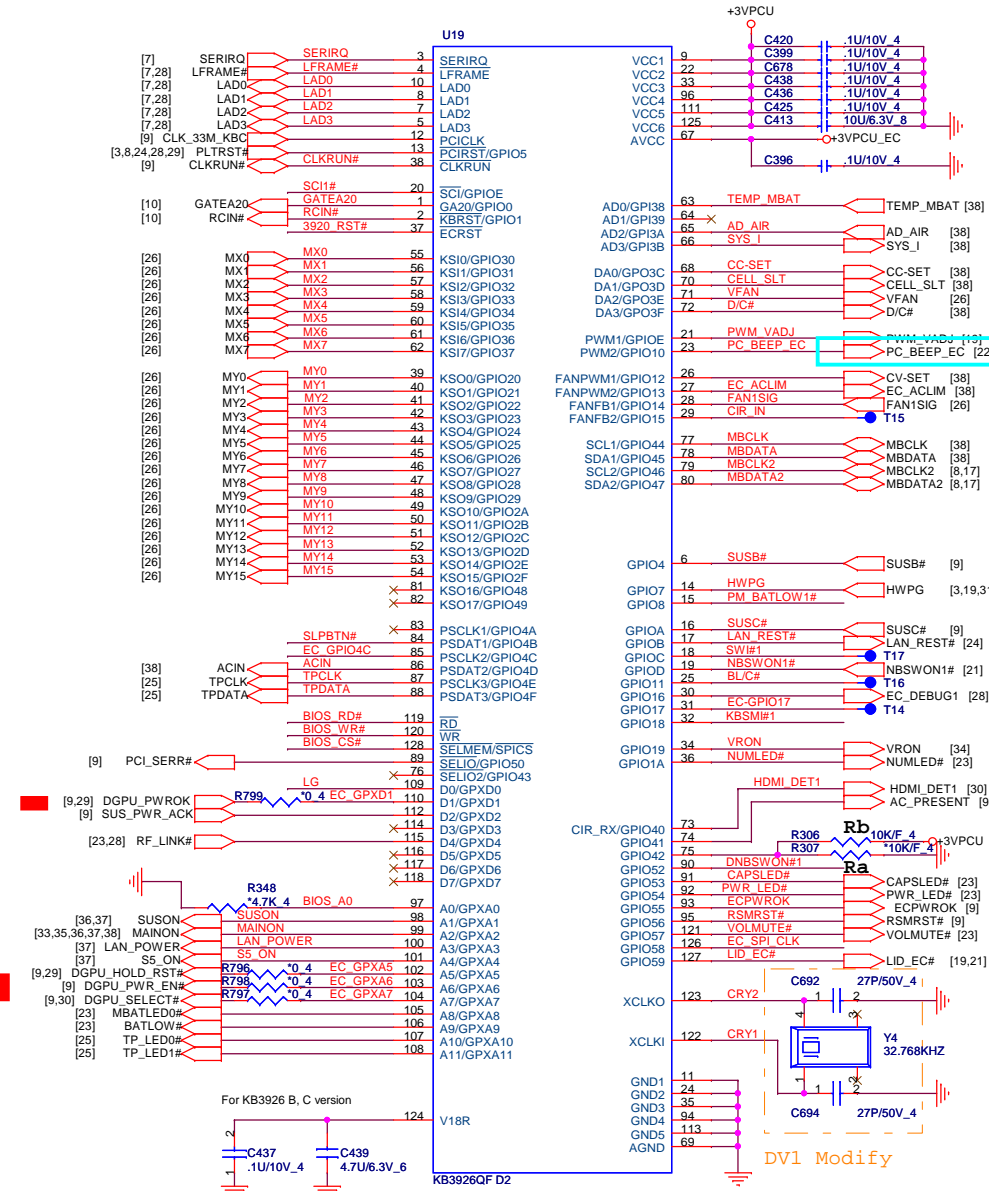 +3VPCU
U19
[7] SERIRQ SERIRQ 3 SERIRQ VCC1 9 C420 .1U/10V_4
[7,28] LFRAME# LFRAME# 4 LFRAME VCC2 22 C399 .1U/10V_4
[7,28] LAD0 LAD0 10 LAD0 VCC3 33 C678 .1U/10V_4
[7,28] LAD1 LAD1 8 LAD1 VCC4 96 C438 .1U/10V_4
[7,28] LAD2 LAD2 7 LAD2 VCC5 111 C436 .1U/10V_4
[7,28] LAD3 LAD3 5 LAD3 VCC6 125 C425 .1U/10V_4
C413 10U/6.3V_8
[9] CLK_33M_KBC 12 PCICLK AVCC 67 +3VPCU_EC
[3,8,24,28,29] PLTRST# 13 PCIRST/GPIO5
[9] CLKRUN# CLKRUN# 38 CLKRUN C396 .1U/10V_4
SCI1# 20 SCI/GPIOE
[10] GATEA20 GATEA20 1 GA20/GPIO0 AD0/GPI38 63 TEMP_MBAT TEMP_MBAT [38]
[10] RCIN# RCIN# 2 KBRST/GPIO1 AD1/GPI39 64
3920_RST# 37 ECRST AD2/GPI3A 65 AD_AIR AD_AIR [38]
AD3/GPI3B 66 SYS_I SYS_I [38]
[26] MX0 MX0 55 KSI0/GPIO30
[26] MX1 MX1 56 KSI1/GPIO31 DA0/GPO3C 68 CC-SET CC-SET [38]
[26] MX2 MX2 57 KSI2/GPIO32 DA1/GPO3D 70 CELL_SLT CELL_SLT [38]
[26] MX3 MX3 58 KSI3/GPIO33 DA2/GPO3E 71 VFAN VFAN [26]
[26] MX4 MX4 59 KSI4/GPIO34 DA3/GPO3F 72 D/C# D/C# [38]
[26] MX5 MX5 60 KSI5/GPIO35
[26] MX6 MX6 61 KSI6/GPIO36 PWM1/GPIOE 21 PWM_VADJ PWM_VADJ [19]
[26] MX7 MX7 62 KSI7/GPIO37 PWM2/GPIO10 23 PC_BEEP_EC PC_BEEP_EC [22
[26] MY0 MY0 39 KSO0/GPIO20 FANPWM1/GPIO12 26 CV-SET [38]
[26] MY1 MY1 40 KSO1/GPIO21 FANPWM2/GPIO13 27 EC_ACLIM EC_ACLIM [38]
[26] MY2 MY2 41 KSO2/GPIO22 FANFB1/GPIO14 28 FAN1SIG FAN1SIG [26]
[26] MY3 MY3 42 KSO3/GPIO23 FANFB2/GPIO15 29 CIR_IN T15
[26] MY4 MY4 43 KSO4/GPIO24
[26] MY5 MY5 44 KSO5/GPIO25 SCL1/GPIO44 77 MBCLK MBCLK [38]
[26] MY6 MY6 45 KSO6/GPIO26 SDA1/GPIO45 78 MBDATA MBDATA [38]
[26] MY7 MY7 46 KSO7/GPIO27 SCL2/GPIO46 79 MBCLK2 MBCLK2 [8,17]
[26] MY8 MY8 47 KSO8/GPIO28 SDA2/GPIO47 80 MBDATA2 MBDATA2 [8,17]
[26] MY9 MY9 48 KSO9/GPIO29
[26] MY10 MY10 49 KSO10/GPIO2A
[26] MY11 MY11 50 KSO11/GPIO2B
[26] MY12 MY12 51 KSO12/GPIO2C
[26] MY13 MY13 52 KSO13/GPIO2D
[26] MY14 MY14 53 KSO14/GPIO2E GPIO4 6 SUSB# SUSB# [9]
[26] MY15 MY15 54 KSO15/GPIO2F
81 KSO16/GPIO48 GPIO7 14 HWPG HWPG [3,19,31
82 KSO17/GPIO49 GPIO8 15 PM_BATLOW1#
83 PSCLK1/GPIO4A GPIOA 16 SUSC# SUSC# [9]
SLPBTN# 84 PSDAT1/GPIO4B GPIOB 17 LAN_REST# LAN_REST# [24]
EC_GPIO4C 85 PSCLK2/GPIO4C GPIOC 18 SWI#1 T17
[38] ACIN ACIN 86 PSDAT2/GPIO4D GPIOD 19 NBSWON1# NBSWON1# [21]
[25] TPCLK TPCLK 87 PSCLK3/GPIO4E GPIO11 25 BL/C# T16
[25] TPDATA TPDATA 88 PSDAT3/GPIO4F GPIO16 30 EC_DEBUG1 [28]
GPIO17 31 EC-GPIO17 T14
BIOS_RD# 119 RD GPIO18 32 KBSMI#1
BIOS_WR# 120 WR
BIOS_CS# 128 SELMEM/SPICS GPIO19 34 VRON VRON [34]
[9] PCI_SERR# 89 SELIO/GPIO50 GPIO1A 36 NUMLED# NUMLED# [23]
76 SELIO2/GPIO43
LG 109 D0/GPXD0 HDMI_DET1 HDMI_DET1 [30]
[9,29] DGPU_PWROK R799 *0_4 EC_GPXD1 110 D1/GPXD1 AC_PRESENT [9
[9] SUS_PWR_ACK 112 D2/GPXD2
114 D3/GPXD3 CIR_RX/GPIO40 73
[23,28] RF_LINK# 115 D4/GPXD4 GPIO41 74 R306 Rb 10K/F_4 +3VPCU
116 D5/GPXD5 GPIO42 75 R307 Ra *10K/F_4
117 D6/GPXD6 GPIO52 90 DNBSWON#1
118 D7/GPXD7 GPIO53 91 CAPSLED# CAPSLED# [23]
GPIO54 92 PWR_LED# PWR_LED# [23]
R348 *4.7K_4 BIOS_A0 97 A0/GPXA0 GPIO55 93 ECPWROK ECPWROK [9]
[36,37] SUSON SUSON 98 A1/GPXA1 GPIO56 95 RSMRST# RSMRST# [9]
[33,35,36,37,38] MAINON MAINON 99 A2/GPXA2 GPIO57 121 VOLMUTE# VOLMUTE# [23]
[37] LAN_POWER LAN_POWER 100 A3/GPXA3 GPIO58 126 EC_SPI_CLK
[37] S5_ON S5_ON 101 A4/GPXA4 GPIO59 127 LID_EC# LID_EC# [19,21]
[9,29] DGPU_HOLD_RST# R796 *0_4 EC_GPXA5 102 A5/GPXA5
[9] DGPU_PWR_EN# R798 *0_4 EC_GPXA6 103 A6/GPXA6 C692 27P/50V_4
[9,30] DGPU_SELECT# R797 *0_4 EC_GPXA7 104 A7/GPXA7 XCLKO 123 CRY2 1 2
[23] MBATLED0# 105 A8/GPXA8
[23] BATLOW# 106 A9/GPXA9 4 3
[25] TP_LED0# 107 A10/GPXA10 XCLKI 122 CRY1 Y4
[25] TP_LED1# 108 A11/GPXA11 32.768KHZ
1 2
GND1 11
GND2 24 1 2
For KB3926 B, C version GND3 35 C694 27P/50V_4
124 V18R GND4 94
GND5 113
2 AGND 69
C437 C439 DV1 Modify
.1U/10V_4 4.7U/6.3V_6
1
KB3926QF D2